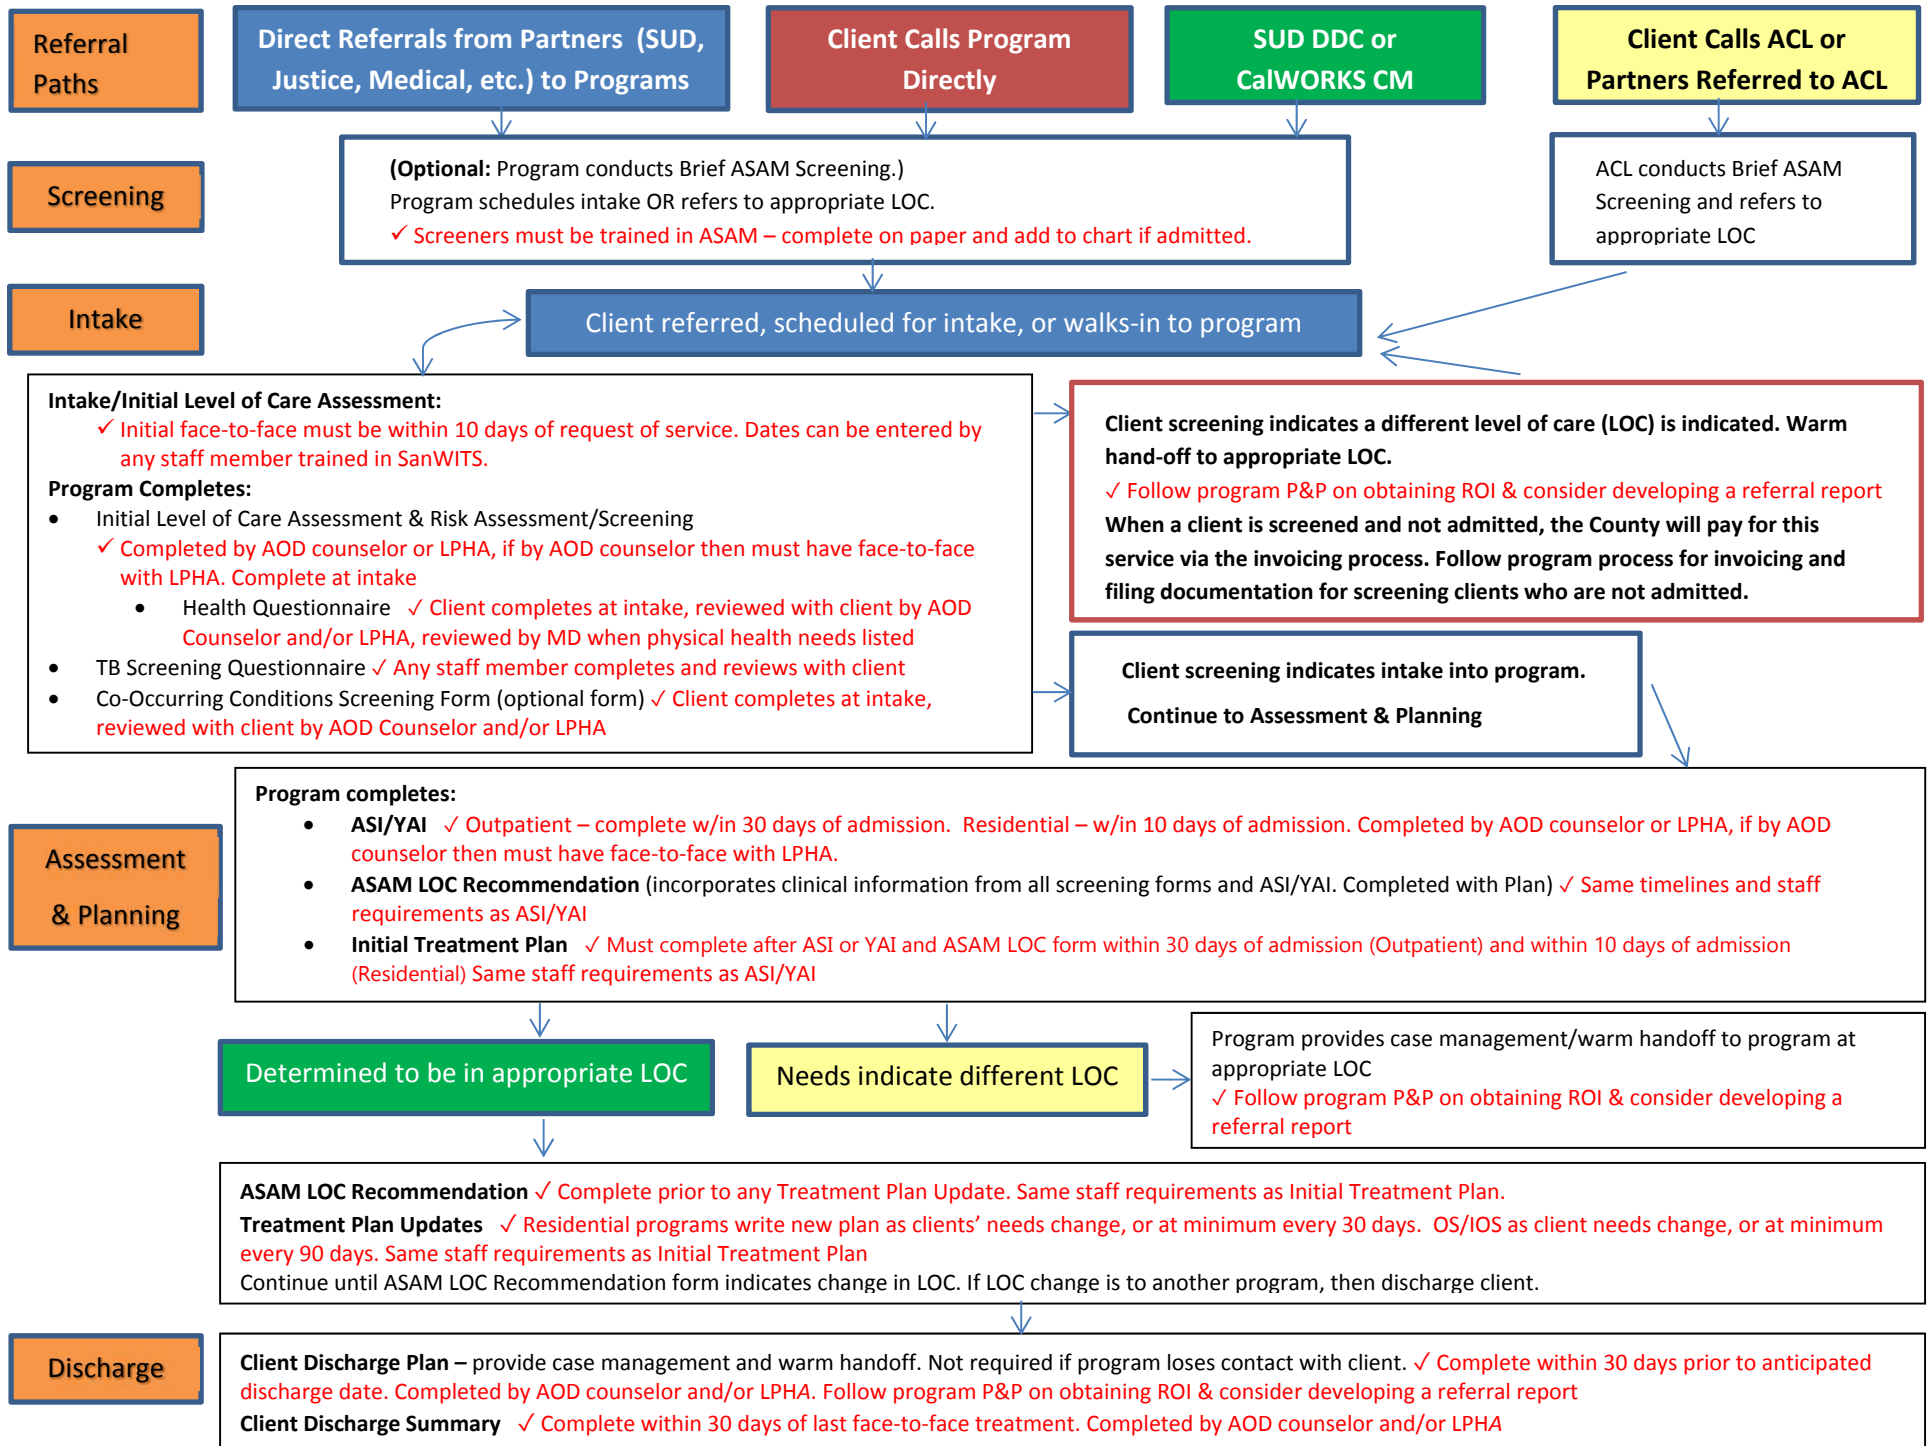 Referral
Paths
Direct Referrals from Partners (SUD,
Justice, Medical, etc.) to Programs
Client Calls Program
Directly
SUD DDC or
CalWORKS CM
Client Calls ACL or
Partners Referred to ACL
Screening
(Optional: Program conducts Brief ASAM Screening.)
Program schedules intake OR refers to appropriate LOC.
✓ Screeners must be trained in ASAM – complete on paper and add to chart if admitted.
ACL conducts Brief ASAM
Screening and refers to
appropriate LOC
Intake
Client referred, scheduled for intake, or walks-in to program
Intake/Initial Level of Care Assessment:
✓ Initial face-to-face must be within 10 days of request of service. Dates can be entered by
any staff member trained in SanWITS.
Program Completes:
• Initial Level of Care Assessment & Risk Assessment/Screening
✓ Completed by AOD counselor or LPHA, if by AOD counselor then must have face-to-face
with LPHA. Complete at intake
• Health Questionnaire ✓ Client completes at intake, reviewed with client by AOD
Counselor and/or LPHA, reviewed by MD when physical health needs listed
• TB Screening Questionnaire ✓ Any staff member completes and reviews with client
• Co-Occurring Conditions Screening Form (optional form) ✓ Client completes at intake,
reviewed with client by AOD Counselor and/or LPHA
Client screening indicates a different level of care (LOC) is indicated. Warm
hand-off to appropriate LOC.
✓ Follow program P&P on obtaining ROI & consider developing a referral report
When a client is screened and not admitted, the County will pay for this
service via the invoicing process. Follow program process for invoicing and
filing documentation for screening clients who are not admitted.
Client screening indicates intake into program.
Continue to Assessment & Planning
Assessment
& Planning
Program completes:
• ASI/YAI ✓ Outpatient – complete w/in 30 days of admission. Residential – w/in 10 days of admission. Completed by AOD counselor or LPHA, if by AOD
counselor then must have face-to-face with LPHA.
• ASAM LOC Recommendation (incorporates clinical information from all screening forms and ASI/YAI. Completed with Plan) ✓ Same timelines and staff
requirements as ASI/YAI
• Initial Treatment Plan ✓ Must complete after ASI or YAI and ASAM LOC form within 30 days of admission (Outpatient) and within 10 days of admission
(Residential) Same staff requirements as ASI/YAI
Determined to be in appropriate LOC
Needs indicate different LOC
Program provides case management/warm handoff to program at
appropriate LOC
✓ Follow program P&P on obtaining ROI & consider developing a
referral report
ASAM LOC Recommendation ✓ Complete prior to any Treatment Plan Update. Same staff requirements as Initial Treatment Plan.
Treatment Plan Updates ✓ Residential programs write new plan as clients’ needs change, or at minimum every 30 days. OS/IOS as client needs change, or at minimum
every 90 days. Same staff requirements as Initial Treatment Plan
Continue until ASAM LOC Recommendation form indicates change in LOC. If LOC change is to another program, then discharge client.
Discharge
Client Discharge Plan – provide case management and warm handoff. Not required if program loses contact with client. ✓ Complete within 30 days prior to anticipated
discharge date. Completed by AOD counselor and/or LPHA. Follow program P&P on obtaining ROI & consider developing a referral report
Client Discharge Summary ✓ Complete within 30 days of last face-to-face treatment. Completed by AOD counselor and/or LPHA